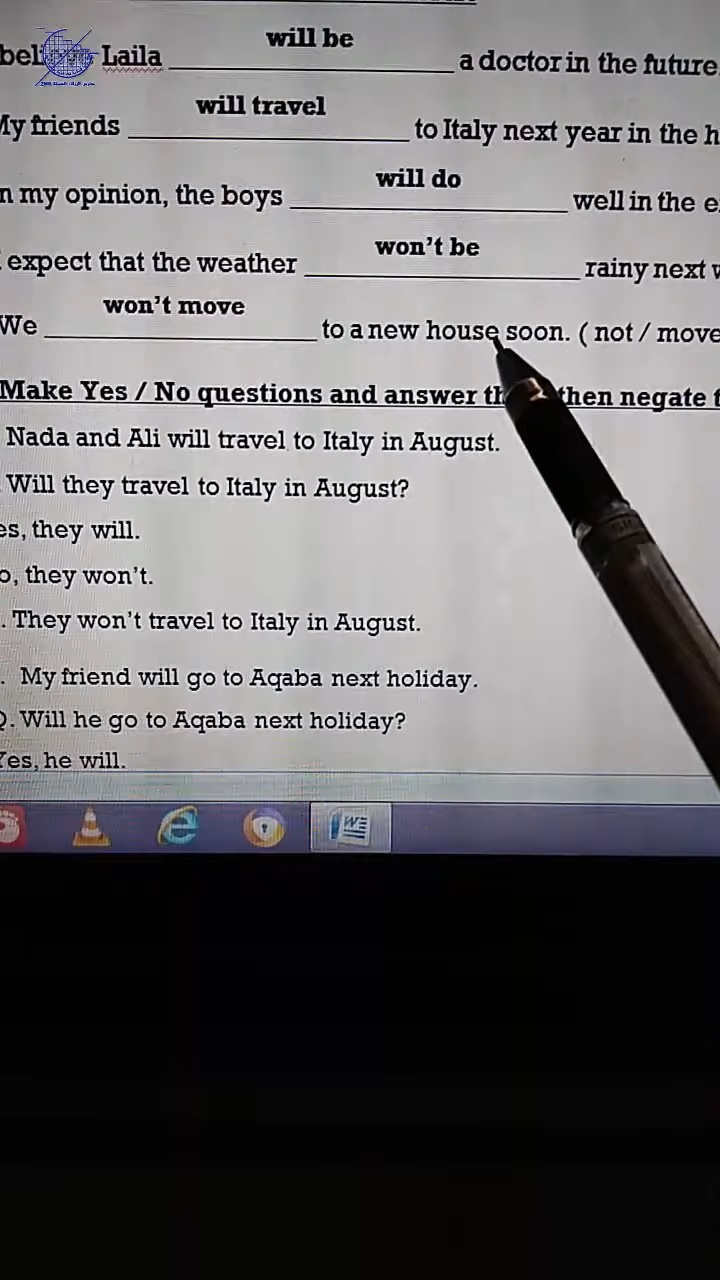 will be
Laila ____ a doctor in the future
will travel
My friends ____ to Italy next year in the h
will do
n my opinion, the boys ____ well in the e
won't be
expect that the weather ____ rainy next
won't move
We ____ to a new house soon. ( not / move
Make Yes / No questions and answer then negate
Nada and Ali will travel to Italy in August.
Will they travel to Italy in August?
es, they will.
o, they won't.
. They won't travel to Italy in August.
. My friend will go to Aqaba next holiday.
Q. Will he go to Aqaba next holiday?
Yes, he will.